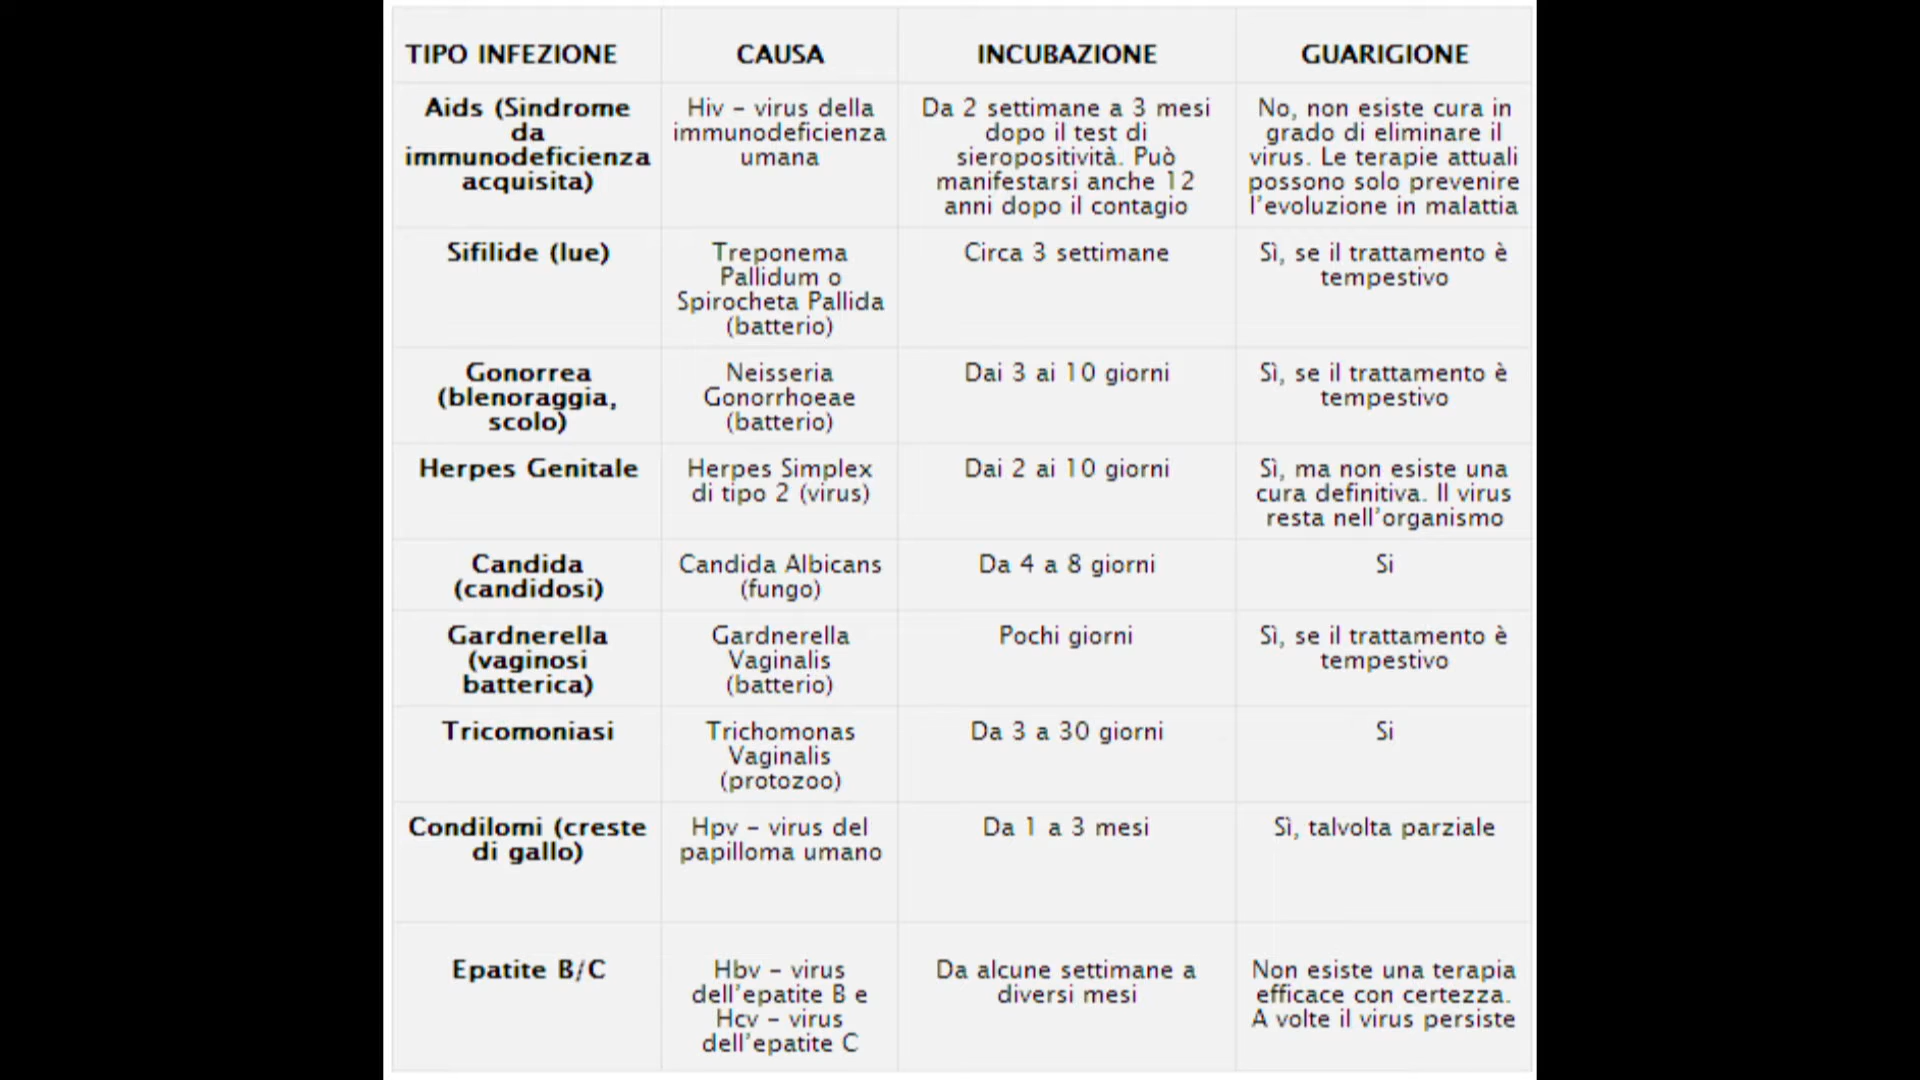 TIPO INFEZIONE CAUSA INCUBAZIONE GUARIGIONE
Aids (Sindrome
da
immunodeficienza
acquisita)
Hiv – virus della
immunodeficienza
umana
Da 2 settimane a 3 mesi
dopo il test di
sieropositività. Può
manifestarsi anche 12
anni dopo il contagio
No, non esiste cura in
grado di eliminare il
virus. Le terapie attuali
possono solo prevenire
l’evoluzione in malattia
Sifilide (lue)
Treponema
Pallidum o
Spirocheta Pallida
(batterio)
Circa 3 settimane
Sì, se il trattamento è
tempestivo
Gonorrea
(blenoraggia,
scolo)
Neisseria
Gonorrhoeae
(batterio)
Dai 3 ai 10 giorni
Sì, se il trattamento è
tempestivo
Herpes Genitale
Herpes Simplex
di tipo 2 (virus)
Dai 2 ai 10 giorni
Sì, ma non esiste una
cura definitiva. Il virus
resta nell’organismo
Candida
(candidosi)
Candida Albicans
(fungo)
Da 4 a 8 giorni
Si
Gardnerella
(vaginosi
batterica)
Gardnerella
Vaginalis
(batterio)
Pochi giorni
Sì, se il trattamento è
tempestivo
Tricomoniasi
Trichomonas
Vaginalis
(protozoo)
Da 3 a 30 giorni
Si
Condilomi (creste
di gallo)
Hpv – virus del
papilloma umano
Da 1 a 3 mesi
Sì, talvolta parziale
Epatite B/C
Hbv – virus
dell’epatite B e
Hcv – virus
dell’epatite C
Da alcune settimane a
diversi mesi
Non esiste una terapia
efficace con certezza.
A volte il virus persiste